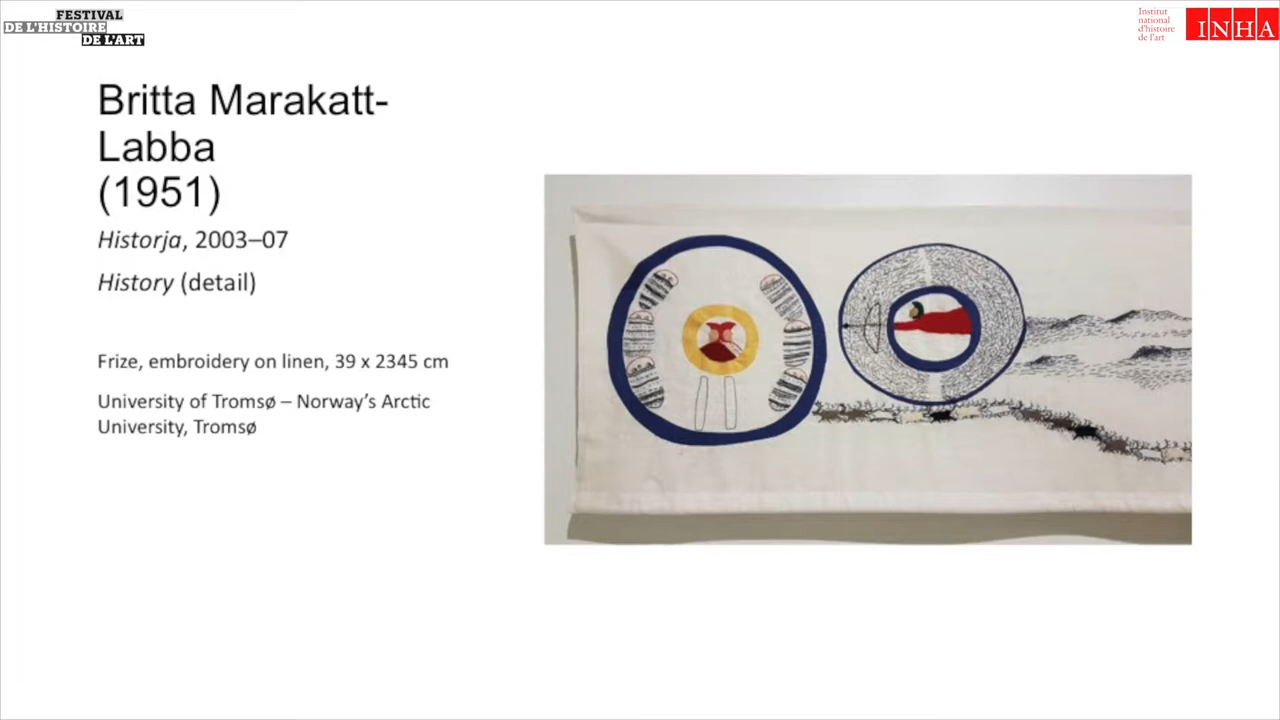 FESTIVAL
DE L'HISTOIRE
DE L'ART
Institut
national
d'histoire
de l'art
INHA
Britta Marakatt-
Labba
(1951)
Historja, 2003–07
History (detail)
Frize, embroidery on linen, 39 x 2345 cm
University of Tromsø – Norway's Arctic
University, Tromsø